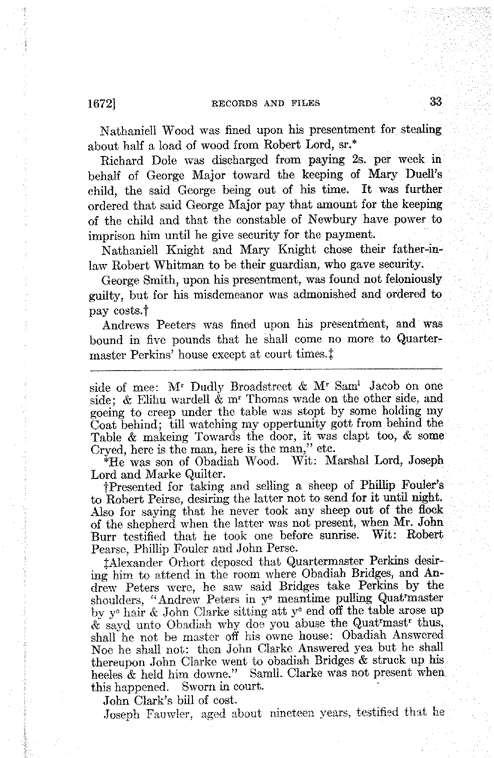 1672] RECORDS AND FILES 33
Nathaniell Wood was fined upon his presentment for stealing
about half a load of wood from Robert Lord, sr.*
Richard Dole was discharged from paying 2s. per week in
behalf of George Major toward the keeping of Mary Duell's
child, the said George being out of his time. It was further
ordered that said George Major pay that amount for the keeping
of the child and that the constable of Newbury have power to
imprison him until he give security for the payment.
Nathaniell Knight and Mary Knight chose their father-in-
law Robert Whitman to be their guardian, who gave security.
George Smith, upon his presentment, was found not feloniously
guilty, but for his misdemeanor was admonished and ordered to
pay costs.†
Andrews Peeters was fined upon his presentment, and was
bound in five pounds that he shall come no more to Quarter-
master Perkins' house except at court times.‡
side of mee: Mʳ Dudly Broadstreet & Mʳ Samˡ Jacob on one
side; & Elihu wardell & mʳ Thomas wade on the other side, and
goeing to creep under the table was stopt by some holding my
Coat behind; till watching my oppertunity gott from behind the
Table & makeing Towards the door, it was clapt too, & some
Cryed, here is the man, here is the man," etc.
*He was son of Obadiah Wood. Wit: Marshal Lord, Joseph
Lord and Marke Quilter.
†Presented for taking and selling a sheep of Phillip Fouler's
to Robert Peirse, desiring the latter not to send for it until night.
Also for saying that he never took any sheep out of the flock
of the shepherd when the latter was not present, when Mr. John
Burr testified that he took one before sunrise. Wit: Robert
Pearse, Phillip Fouler and John Perse.
‡Alexander Orhort deposed that Quartermaster Perkins desir-
ing him to attend in the room where Obadiah Bridges, and An-
drew Peters were, he saw said Bridges take Perkins by the
shoulders, "Andrew Peters in yᵉ meantime pulling Quatʳmaster
by yᵉ hair & John Clarke sitting att yᵉ end off the table arose up
& sayd unto Obadiah why doe you abuse the Quatʳmastʳ thus,
shall he not be master off his owne house: Obadiah Answered
Noe he shall not: then John Clarke Answered yea but he shall
thereupon John Clarke went to obadiah Bridges & struck up his
heeles & held him downe." Samll. Clarke was not present when
this happened. Sworn in court.
John Clark's bill of cost.
Joseph Fauwler, aged about nineteen years, testified that he